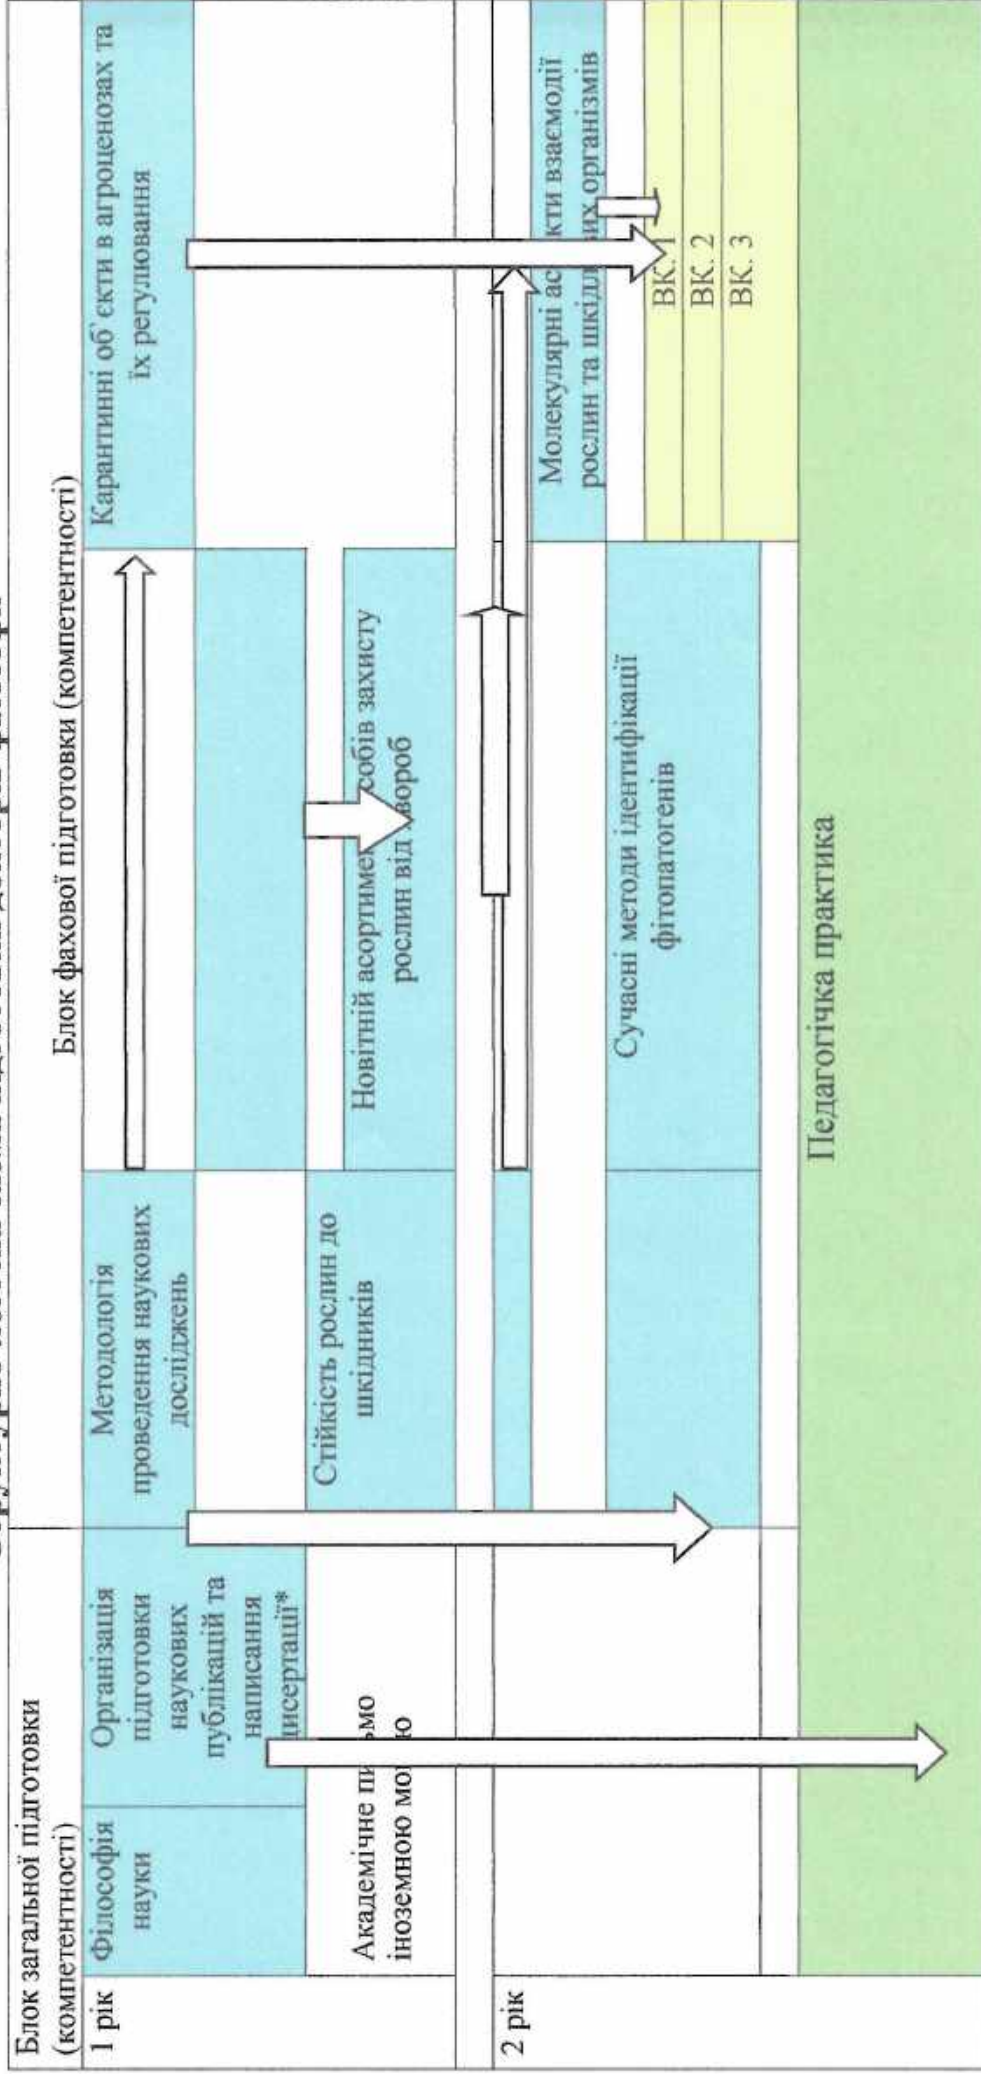 Блок загальної підготовки
(компетентності)
Блок фахової підготовки (компетентності)
1 рік
Філософія
науки
Організація
підготовки
наукових
публікацій та
написання
дисертації*
Методологія
проведення наукових
досліджень
Карантинні об`єкти в агроценозах та
їх регулювання
Академічне письмо
іноземною мовою
Стійкість рослин до
шкідників
Новітній асортимент засобів захисту
рослин від хвороб
2 рік
Молекулярні аспекти взаємодії
рослин та шкідливих організмів
Сучасні методи ідентифікації
фітопатогенів
ВК. 1
ВК. 2
ВК. 3
Педагогічка практика